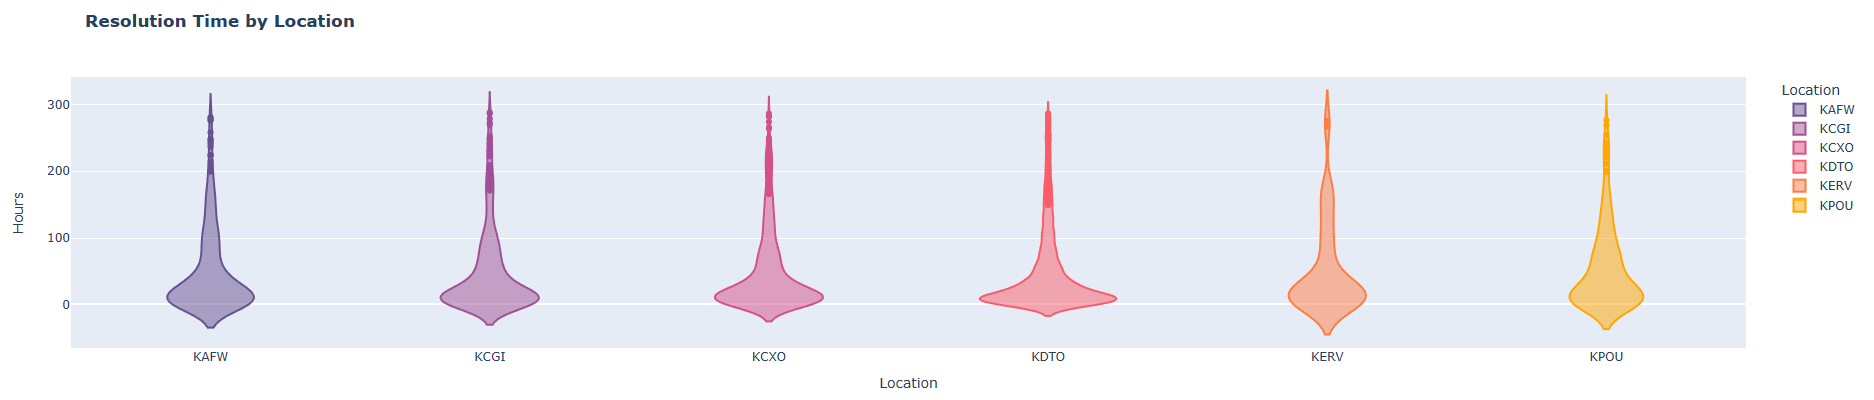 Resolution Time by Location
Hours
300
200
100
0
KAFW
KCGI
KCXO
KDTO
KERV
KPOU
Location
Location
KAFW
KCGI
KCXO
KDTO
KERV
KPOU